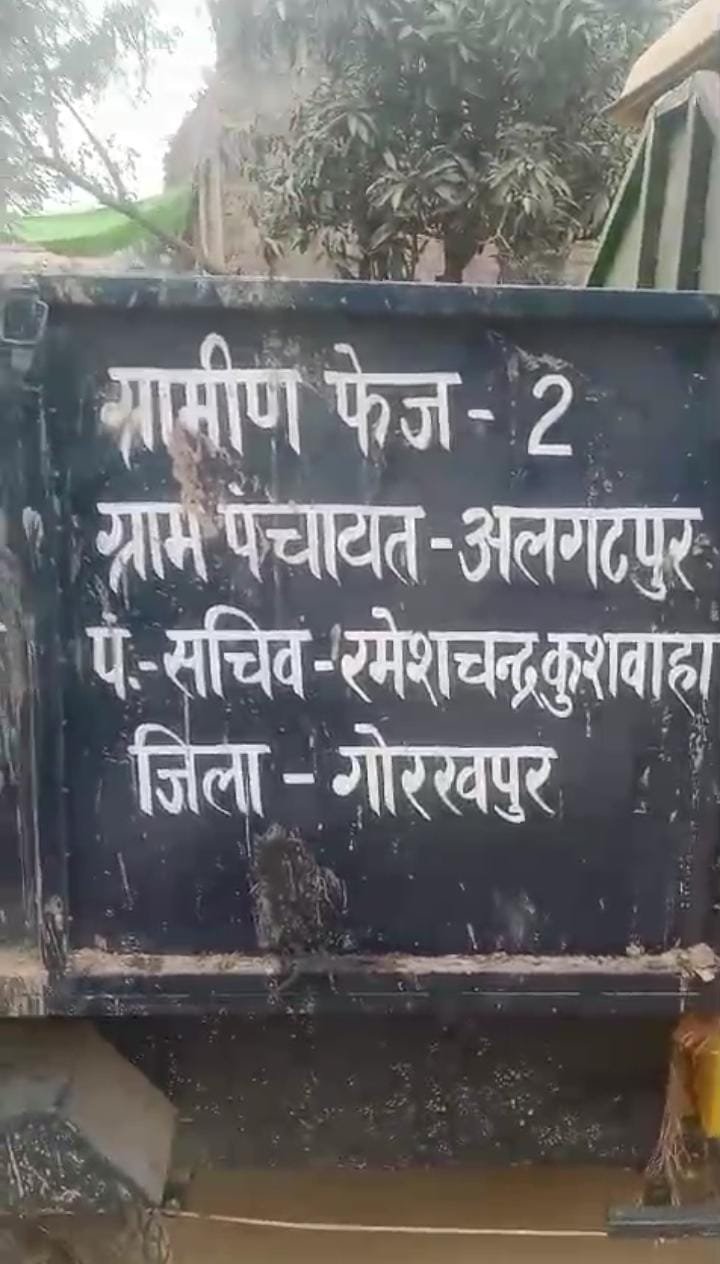 ग्रामीण फेज - 2
ग्राम पंचायत - अलगटपुर
पं.- सचिव - रमेशचन्द्र कुशवाहा
जिला - गोरखपुर